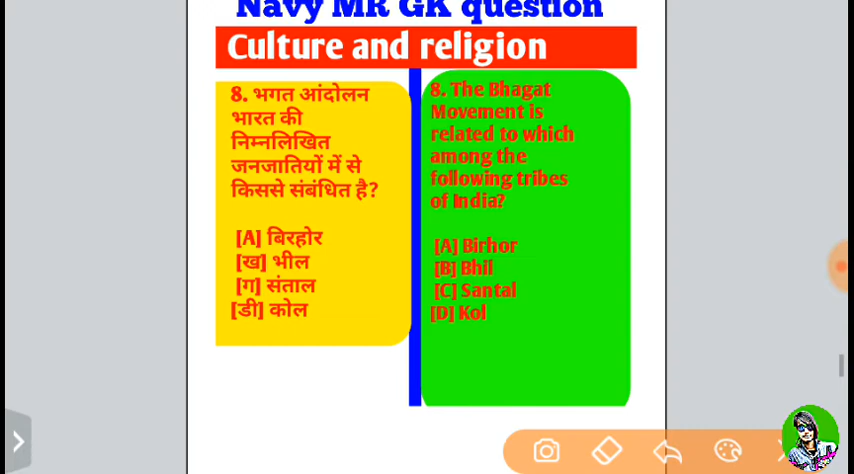 Navy MR GK question
Culture and religion
8. भगत आंदोलन
भारत की
निम्नलिखित
जनजातियों में से
किससे संबंधित है?
[A] बिरहोर
[ख] भील
[ग] संताल
[डी] कोल
8. The Bhagat
Movement is
related to which
among the
following tribes
of India?
[A] Birhor
[B] Bhil
[C] Santal
[D] Kol